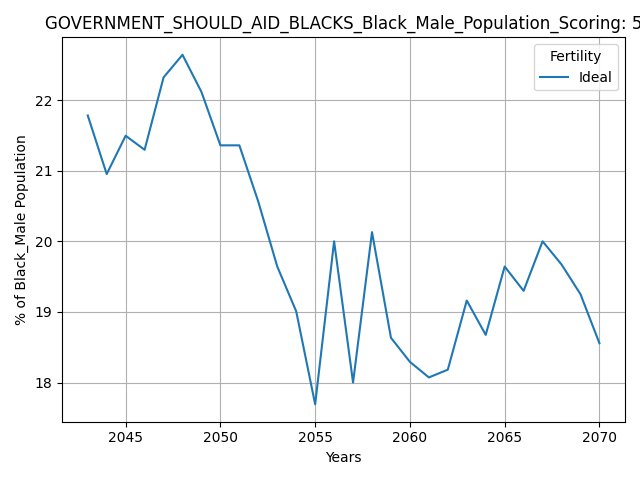 GOVERNMENT_SHOULD_AID_BLACKS_Black_Male_Population_Scoring: 5
Fertility
Ideal
% of Black_Male Population
22
21
20
19
18
2045 2050 2055 2060 2065 2070
Years